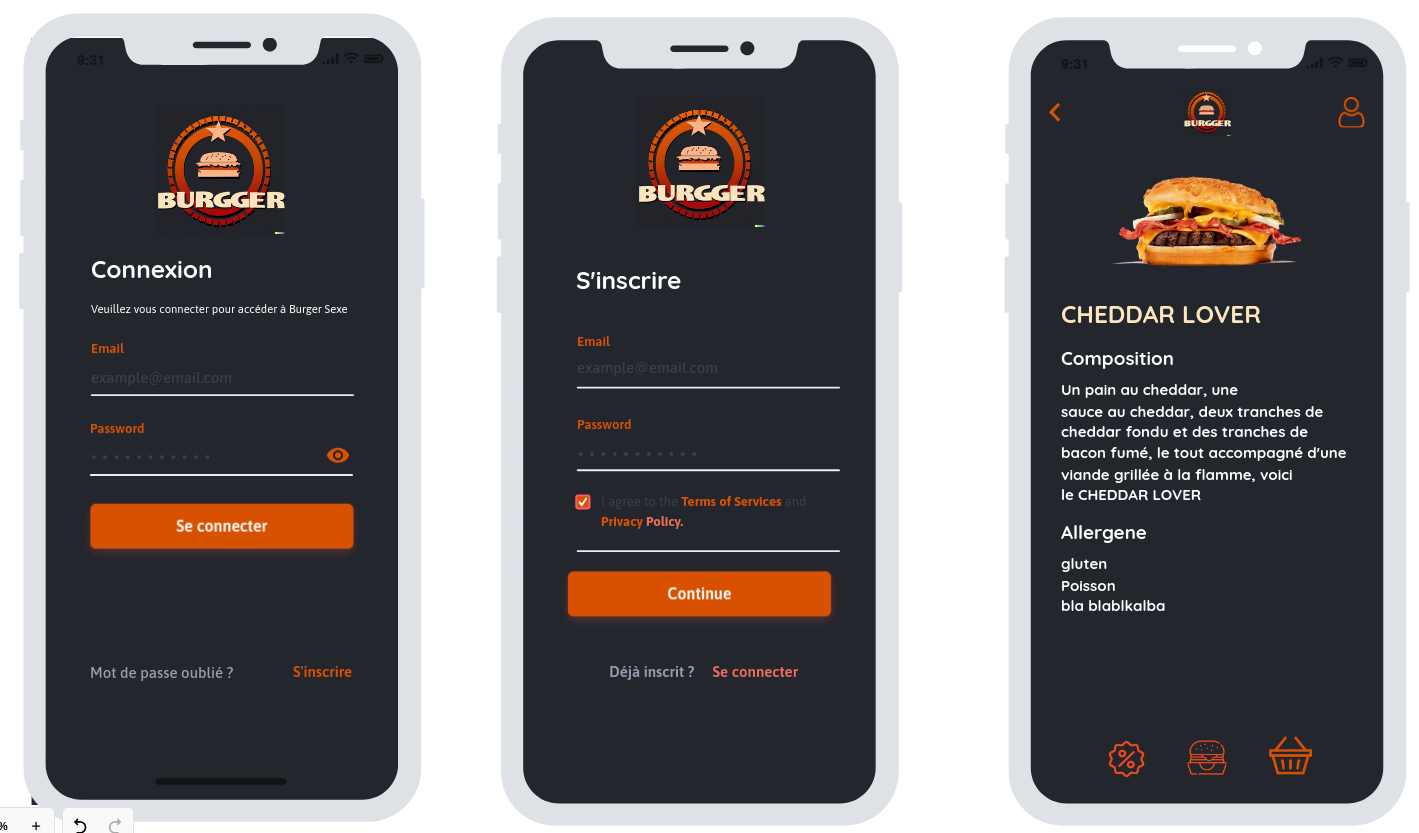 9:31
BURGGER
Connexion
Veuillez vous connecter pour accéder à Burger Sexe
Email
example@email.com
Password
Se connecter
Mot de passe oublié ?
S'inscrire
%
+
BURGGER
S'inscrire
Email
example@email.com
Password
I agree to the Terms of Services and
Privacy Policy.
Continue
Déjà inscrit ?
Se connecter
9:31
BURGGER
CHEDDAR LOVER
Composition
Un pain au cheddar, une
sauce au cheddar, deux tranches de
cheddar fondu et des tranches de
bacon fumé, le tout accompagné d'une
viande grillée à la flamme, voici
le CHEDDAR LOVER
Allergene
gluten
Poisson
bla blablkalba
%